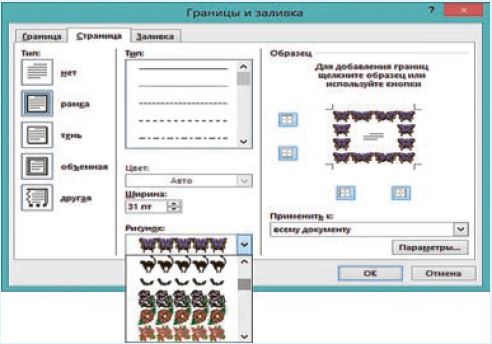 Границы и заливка
? ×
Граница Страница Заливка
Тип:
нет
рамка
тень
объемная
другая
Тип:
Цвет:
Авто
Ширина:
31 пт
Рисунок:
Образец
Для добавления границ
щелкните образец или
используйте кнопки
Применить к:
всему документу
Параметры...
ОК Отмена